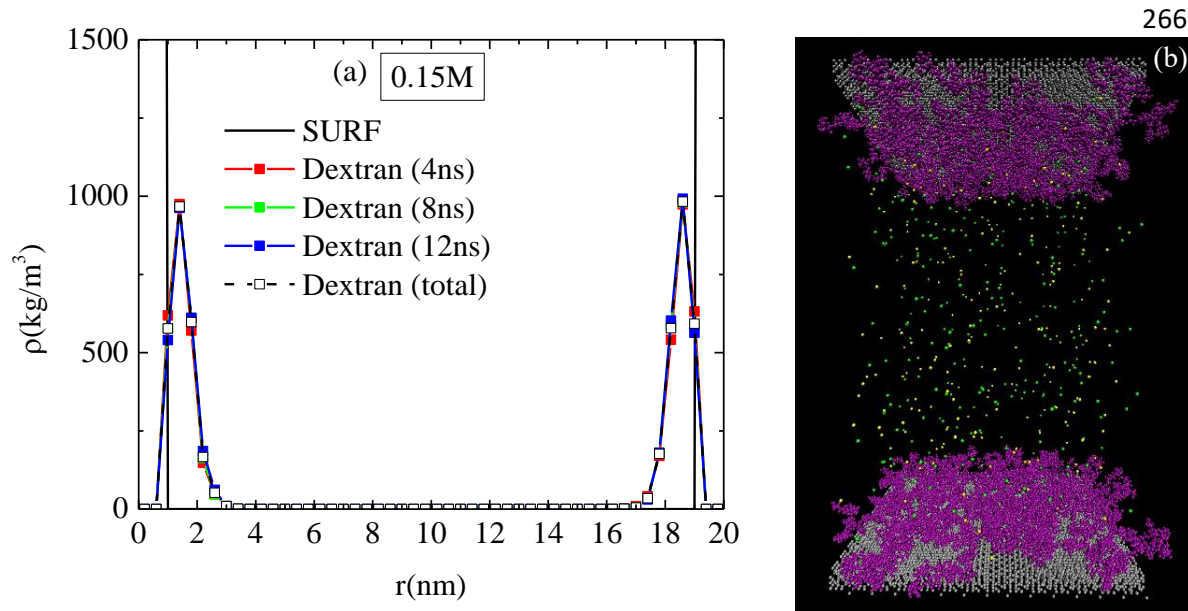 266
(a) 0.15M
(b)
SURF
Dextran (4ns)
Dextran (8ns)
Dextran (12ns)
Dextran (total)
ρ(kg/m³)
1500
1000
500
0
0 2 4 6 8 10 12 14 16 18 20
r(nm)